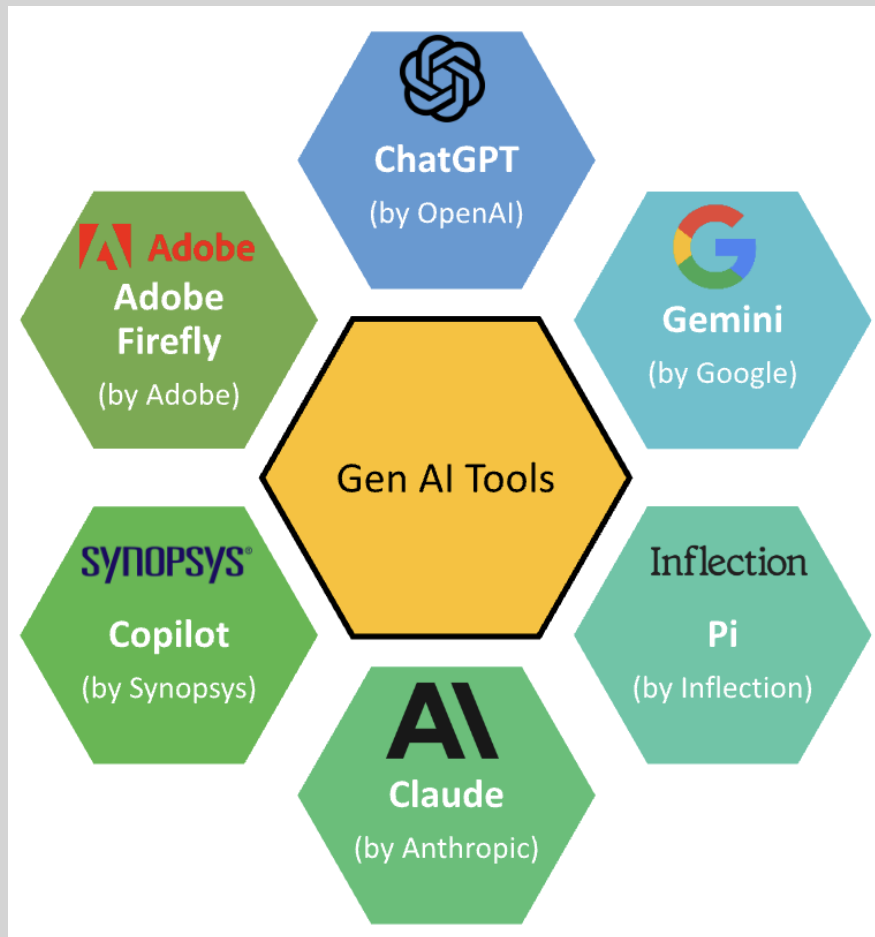 ChatGPT
(by OpenAI)
Adobe
Adobe
Firefly
(by Adobe)
Gemini
(by Google)
Gen AI Tools
SYNOPSYS®
Copilot
(by Synopsys)
Inflection
Pi
(by Inflection)
AI
Claude
(by Anthropic)